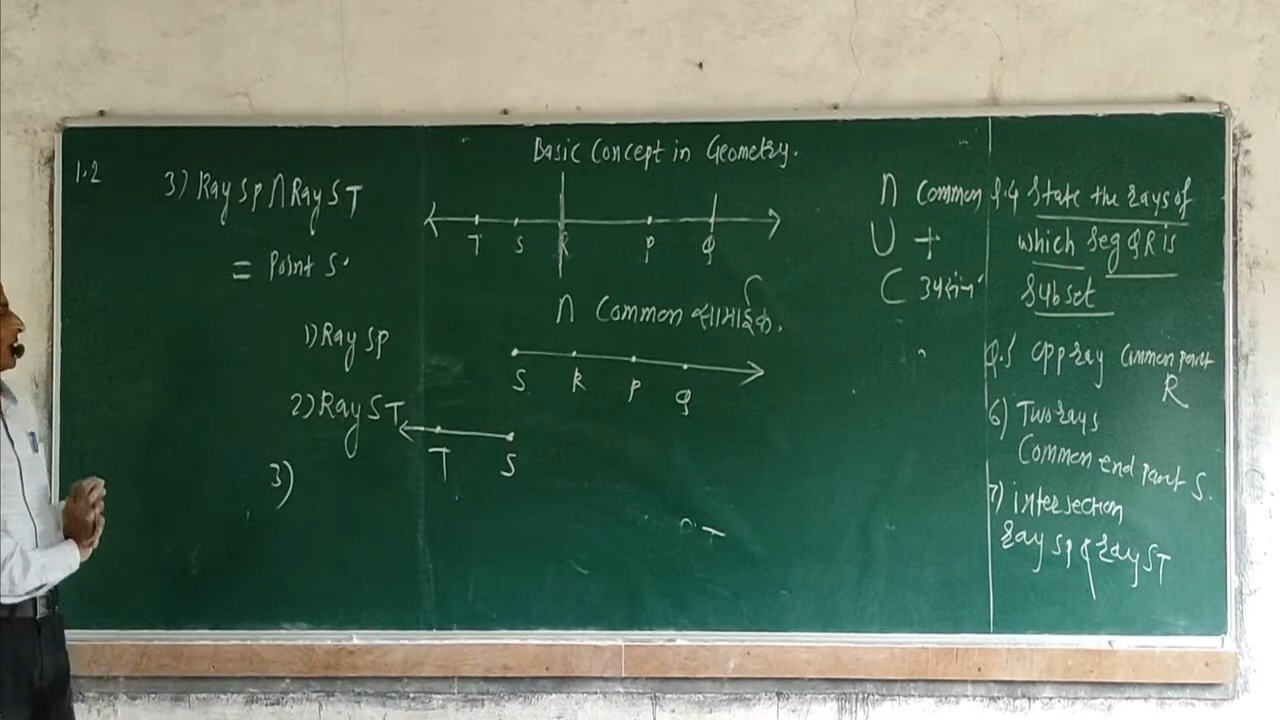 Basic Concept in Geometry.
1.2
3) Ray SP ∩ Ray ST
= Point S.
1) Ray SP
2) Ray ST
3)
T S R P Q
∩ Common सामाईक.
S R P Q
T S
∩ Common
U +
C
Q.4 State the rays of
which Seg QR is
Subset
Q.5 opp ray Common point
R
6) Two rays
Common end point S.
7) intersection
ray SP & ray ST